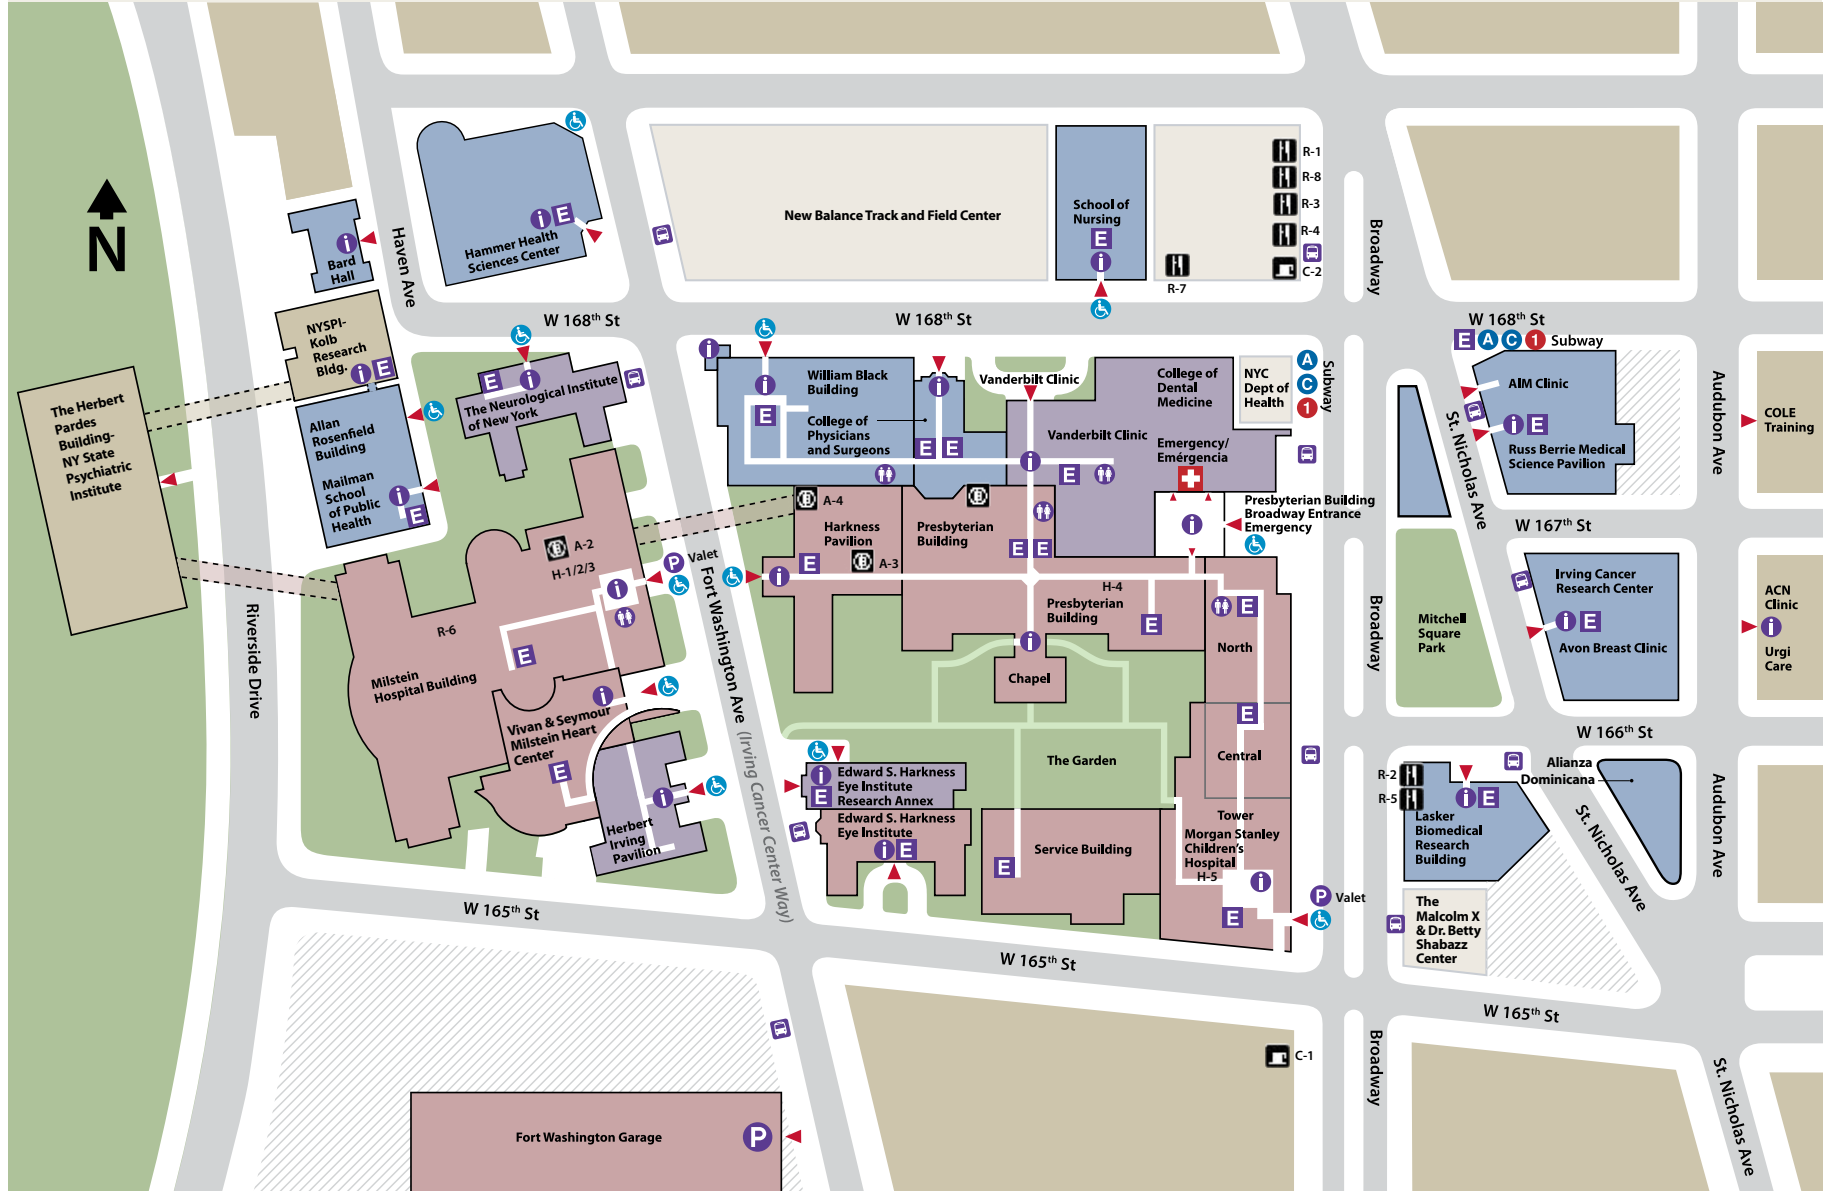 R-1
R-8
R-3
R-4
C-2
R-7
New Balance Track and Field Center
School of
Nursing
E
i
N
Hammer Health
Sciences Center
i E
i
Bard
Hall
Haven Ave
Broadway
W 168th St
W 168th St
W 168th St
E A C 1 Subway
NYSPI-
Kolb
Research
Bldg.
i E
The Herbert
Pardes
Building-
NY State
Psychiatric
Institute
Allan
Rosenfield
Building
Mailman
School
of Public
Health
i
E
E i
The Neurological Institute
of New York
i
i
E
William Black
Building
College of
Physicians
and Surgeons
i
E E
Vanderbilt Clinic
Vanderbilt Clinic
i
E
College of
Dental
Medicine
Emergency/
Emérgencia
NYC
Dept of
Health
A
C
1
Subway
Presbyterian Building
Broadway Entrance
Emergency
i
AIM Clinic
i E
Russ Berrie Medical
Science Pavilion
St. Nicholas Ave
Audubon Ave
COLE
Training
W 167th St
A-4
Harkness
Pavilion
E
A-3
i
Presbyterian
Building
E E
H-4
Presbyterian
Building
E
E
North
i
Chapel
A-2
H-1/2/3
P Valet
i
R-6
E
Milstein
Hospital Building
Riverside Drive
Fort Washington Ave (Irving Cancer Center Way)
i
Vivan & Seymour
Milstein Heart
Center
E
i
Herbert
Irving
Pavilion
Broadway
Mitchell
Square
Park
Irving Cancer
Research Center
i E
Avon Breast Clinic
ACN
Clinic
i
Urgi
Care
W 166th St
The Garden
E
Central
i
E
Edward S. Harkness
Eye Institute
Research Annex
Edward S. Harkness
Eye Institute
i E
Service Building
E
Tower
Morgan Stanley
Children's
Hospital
H-5
i
E
P Valet
R-2
R-5
i E
Lasker
Biomedical
Research
Building
Alianza
Dominicana
St. Nicholas Ave
Audubon Ave
The
Malcolm X
& Dr. Betty
Shabazz
Center
W 165th St
W 165th St
W 165th St
C-1
Broadway
St. Nicholas Ave
Fort Washington Garage
P